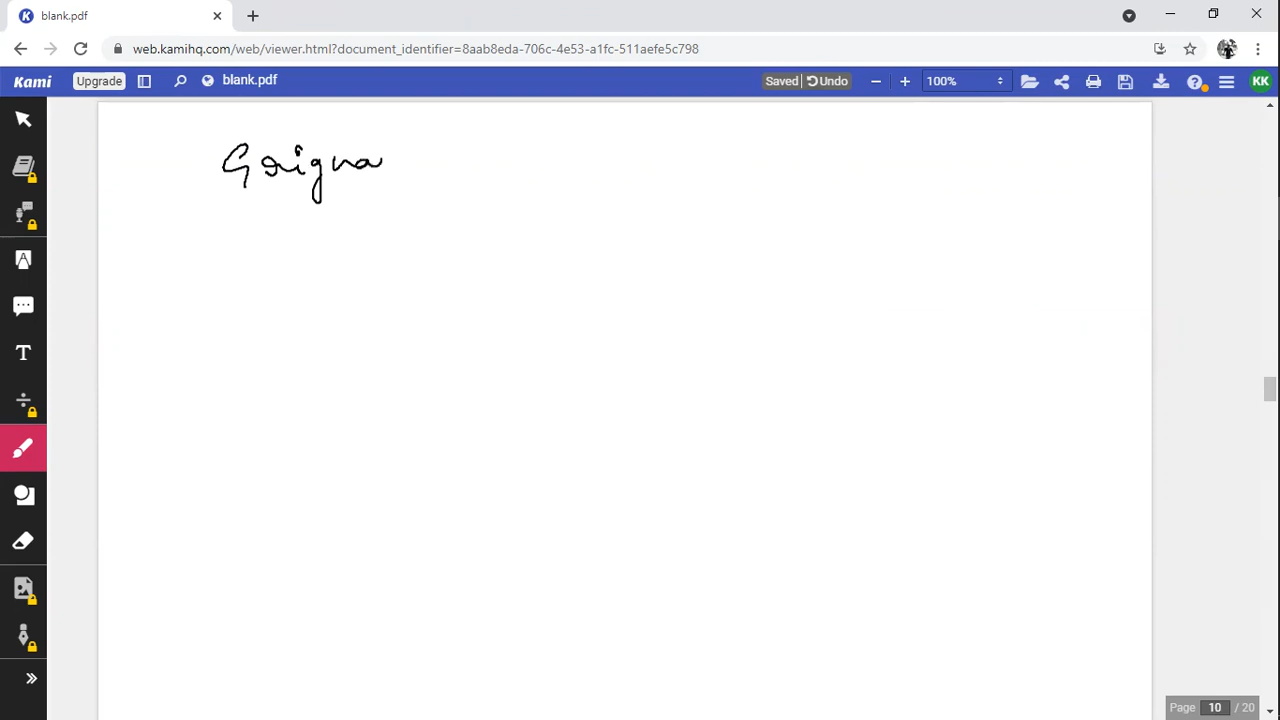 blank.pdf
web.kamihq.com/web/viewer.html?document_identifier=8aab8eda-706c-4e53-a1fc-511aefe5c798
Kami Upgrade blank.pdf Saved Undo 100% KK
Grigna
T
Page 10 / 20